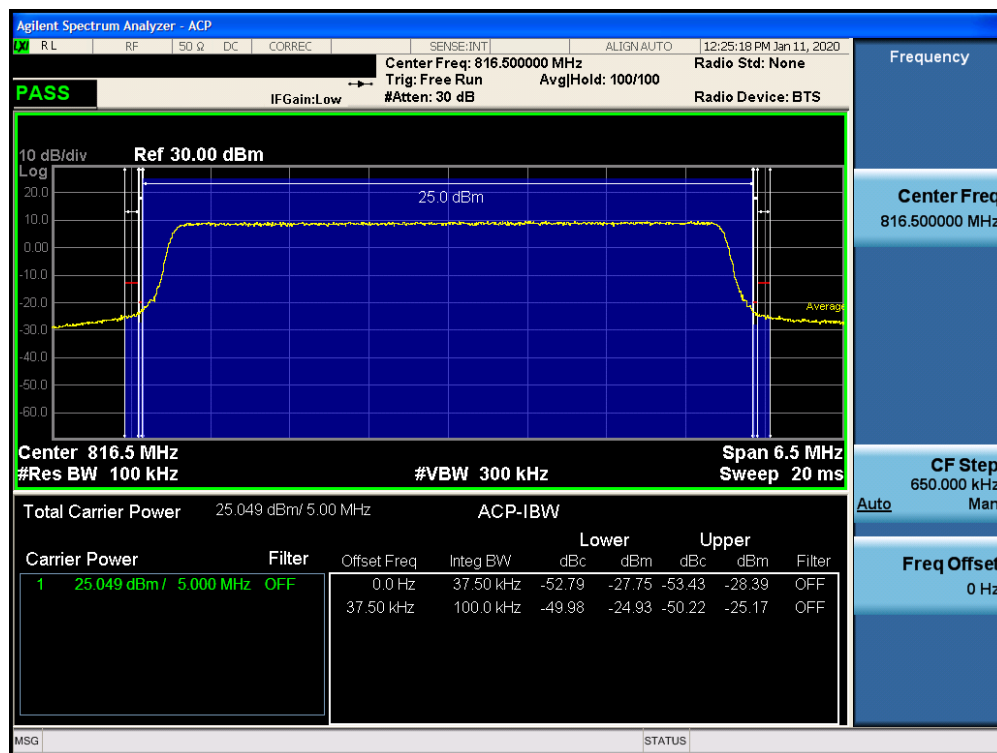 Agilent Spectrum Analyzer - ACP
LXI RL RF 50 Ω DC CORREC SENSE:INT ALIGN AUTO 12:25:18 PM Jan 11, 2020
Center Freq: 816.500000 MHz Radio Std: None
Trig: Free Run Avg|Hold: 100/100
PASS IFGain:Low #Atten: 30 dB Radio Device: BTS
10 dB/div Ref 30.00 dBm
Log
20.0
10.0
0.00
-10.0
-20.0
-30.0
-40.0
-50.0
-60.0
25.0 dBm
Average
Center 816.5 MHz Span 6.5 MHz
#Res BW 100 kHz #VBW 300 kHz Sweep 20 ms
Total Carrier Power 25.049 dBm/ 5.00 MHz ACP-IBW
Lower Upper
Carrier Power Filter Offset Freq Integ BW dBc dBm dBc dBm Filter
1 25.049 dBm / 5.000 MHz OFF 0.0 Hz 37.50 kHz -52.79 -27.75 -53.43 -28.39 OFF
37.50 kHz 100.0 kHz -49.98 -24.93 -50.22 -25.17 OFF
MSG STATUS
Frequency
Center Freq
816.500000 MHz
CF Step
650.000 kHz
Auto Man
Freq Offset
0 Hz